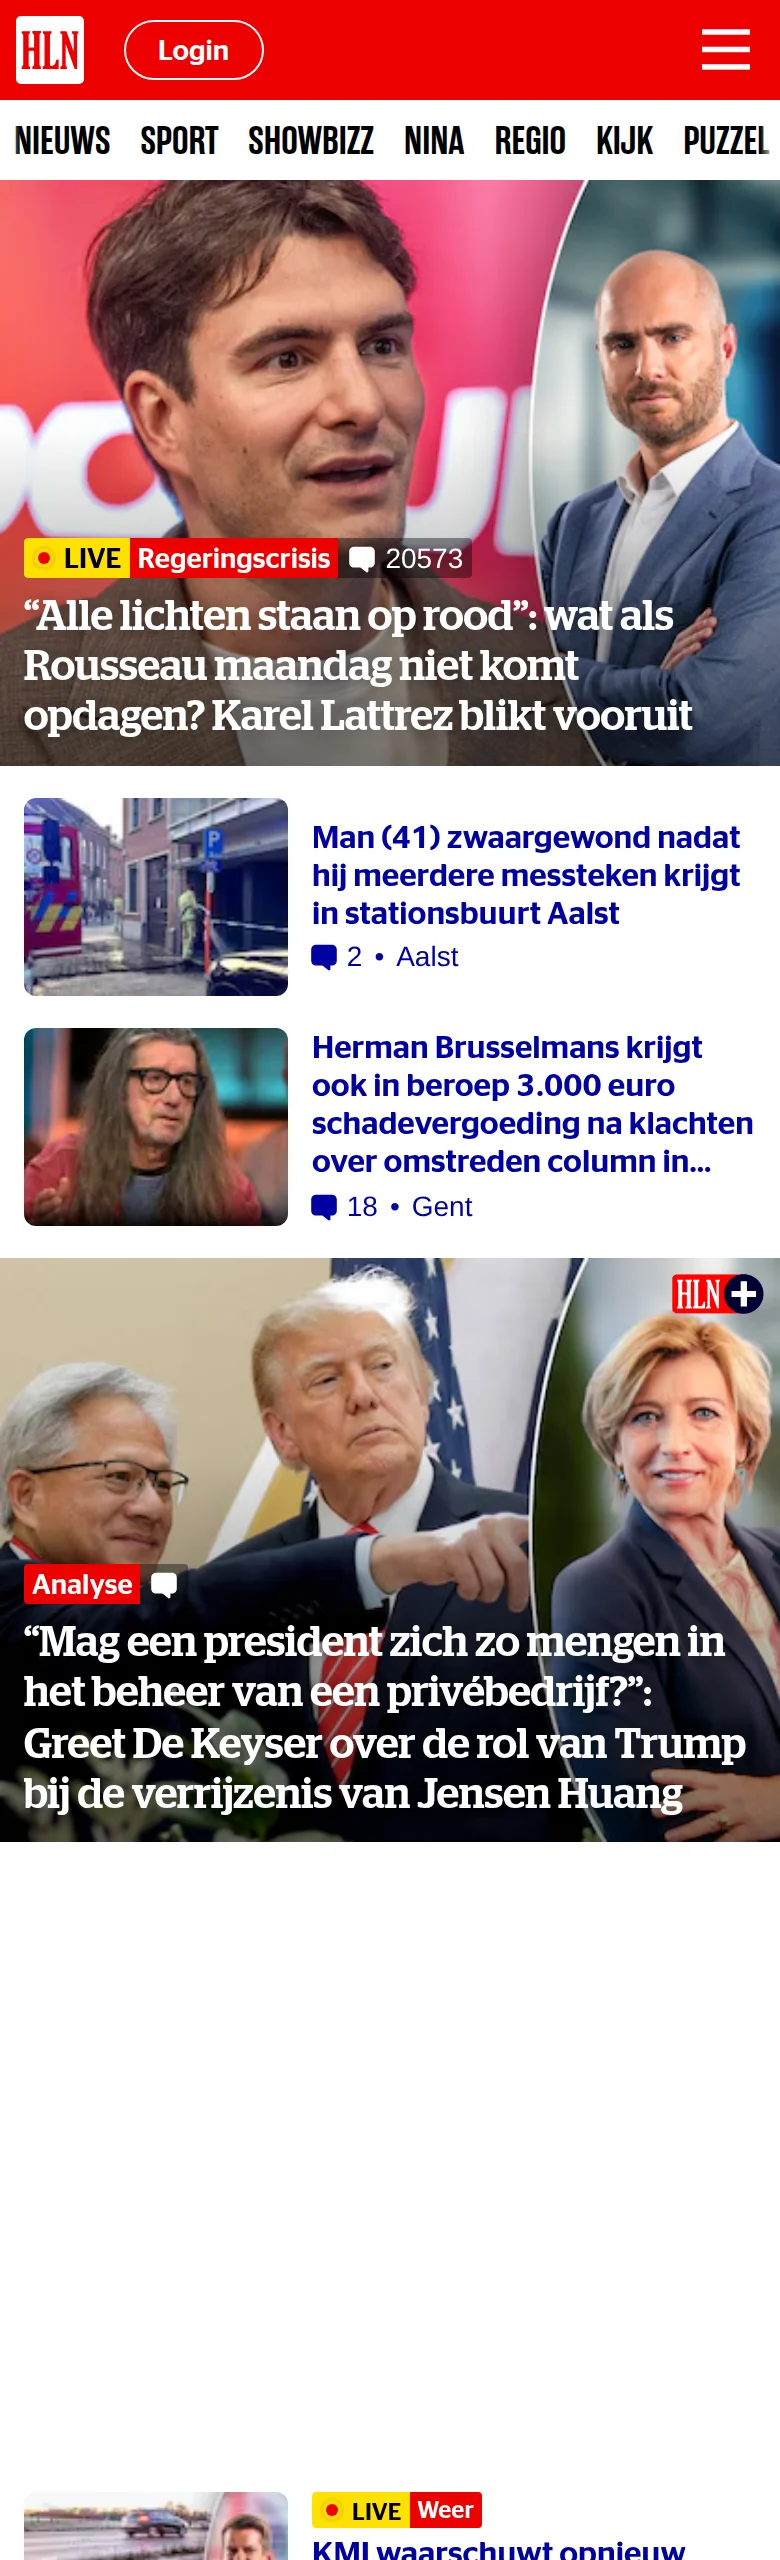 HLN Login
NIEUWS SPORT SHOWBIZZ NINA REGIO KIJK PUZZEL
LIVE Regeringscrisis 20573
“Alle lichten staan op rood”: wat als
Rousseau maandag niet komt
opdagen? Karel Lattrez blikt vooruit
P
Man (41) zwaargewond nadat
hij meerdere messteken krijgt
in stationsbuurt Aalst
2 • Aalst
Herman Brusselmans krijgt
ook in beroep 3.000 euro
schadevergoeding na klachten
over omstreden column in...
18 • Gent
HLN+
Analyse
“Mag een president zich zo mengen in
het beheer van een privébedrijf?”:
Greet De Keyser over de rol van Trump
bij de verrijzenis van Jensen Huang
LIVE Weer
KMI waarschuwt opnieuw